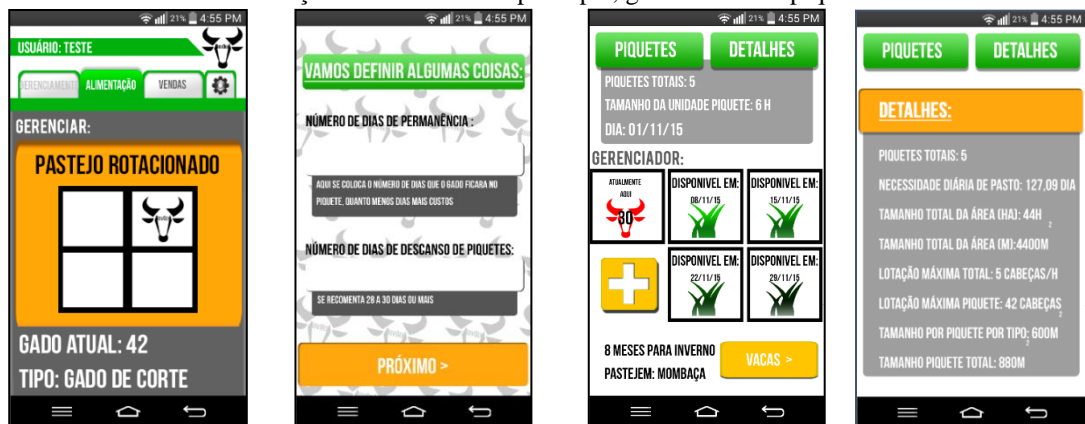 21% 4:55 PM
USUÁRIO: TESTE
GERENCIAMENTO ALIMENTAÇÃO VENDAS
GERENCIAR:
PASTEJO ROTACIONADO
GADO ATUAL: 42
TIPO: GADO DE CORTE
21% 4:55 PM
VAMOS DEFINIR ALGUMAS COISAS:
NÚMERO DE DIAS DE PERMANÊNCIA :
AQUI SE COLOCA O NÚMERO DE DIAS QUE O GADO FICARA NO
PIQUETE, QUANTO MENOS DIAS MAIS CUSTOS
NÚMERO DE DIAS DE DESCANSO DE PIQUETES:
SE RECOMENTA 28 A 30 DIAS OU MAIS
PRÓXIMO >
21% 4:55 PM
PIQUETES DETALHES
PIQUETES TOTAIS: 5
TAMANHO DA UNIDADE PIQUETE: 6 H
DIA: 01/11/15
GERENCIADOR:
ATUALMENTE
AQUI
30
DISPONIVEL EM:
08/11/15
DISPONIVEL EM:
15/11/15
DISPONIVEL EM:
22/11/15
DISPONIVEL EM:
29/11/15
8 MESES PARA INVERNO
PASTEJEM: MOMBAÇA
VACAS >
21% 4:55 PM
PIQUETES DETALHES
DETALHES:
PIQUETES TOTAIS: 5
NECESSIDADE DIÁRIA DE PASTO: 127,09 DIA
TAMANHO TOTAL DA ÁREA (HA): 44H
TAMANHO TOTAL DA ÁREA (M):4400M²
LOTAÇÃO MÁXIMA TOTAL: 5 CABEÇAS/H
LOTAÇÃO MÁXIMA PIQUETE: 42 CABEÇAS
TAMANHO POR PIQUETE POR TIPO: 600M²
TAMANHO PIQUETE TOTAL: 880M²